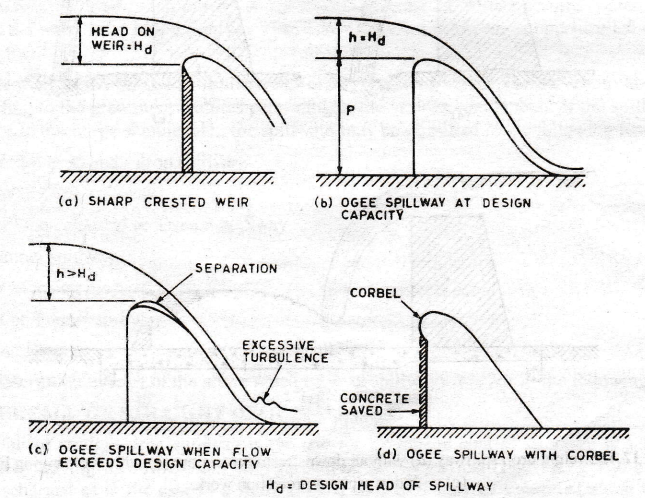 HEAD ON
WEIR=Hd
(a) SHARP CRESTED WEIR
h=Hd
P
(b) OGEE SPILLWAY AT DESIGN
CAPACITY
h>Hd
SEPARATION
EXCESSIVE
TURBULENCE
(c) OGEE SPILLWAY WHEN FLOW
EXCEEDS DESIGN CAPACITY
CORBEL
CONCRETE
SAVED
(d) OGEE SPILLWAY WITH CORBEL
Hd = DESIGN HEAD OF SPILLWAY